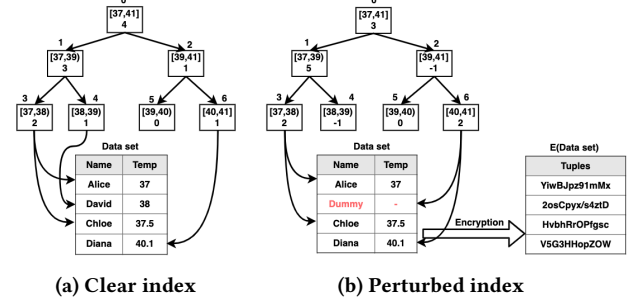 0
[37,41]
4
1
[37,39)
3
2
[39,41]
1
3
[37,38)
2
4
[38,39)
1
5
[39,40)
0
6
[40,41]
1
Data set
Name Temp
Alice 37
David 38
Chloe 37.5
Diana 40.1
(a) Clear index
0
[37,41]
3
1
[37,39)
5
2
[39,41]
-1
3
[37,38)
2
4
[38,39)
-1
5
[39,40)
0
6
[40,41]
2
Data set
Name Temp
Alice 37
Dummy -
Chloe 37.5
Diana 40.1
Encryption
E(Data set)
Tuples
YiwBJpz91mMx
2osCpyx/s4ztD
HvbhRrOPfgsc
V5G3HHopZOW
(b) Perturbed index